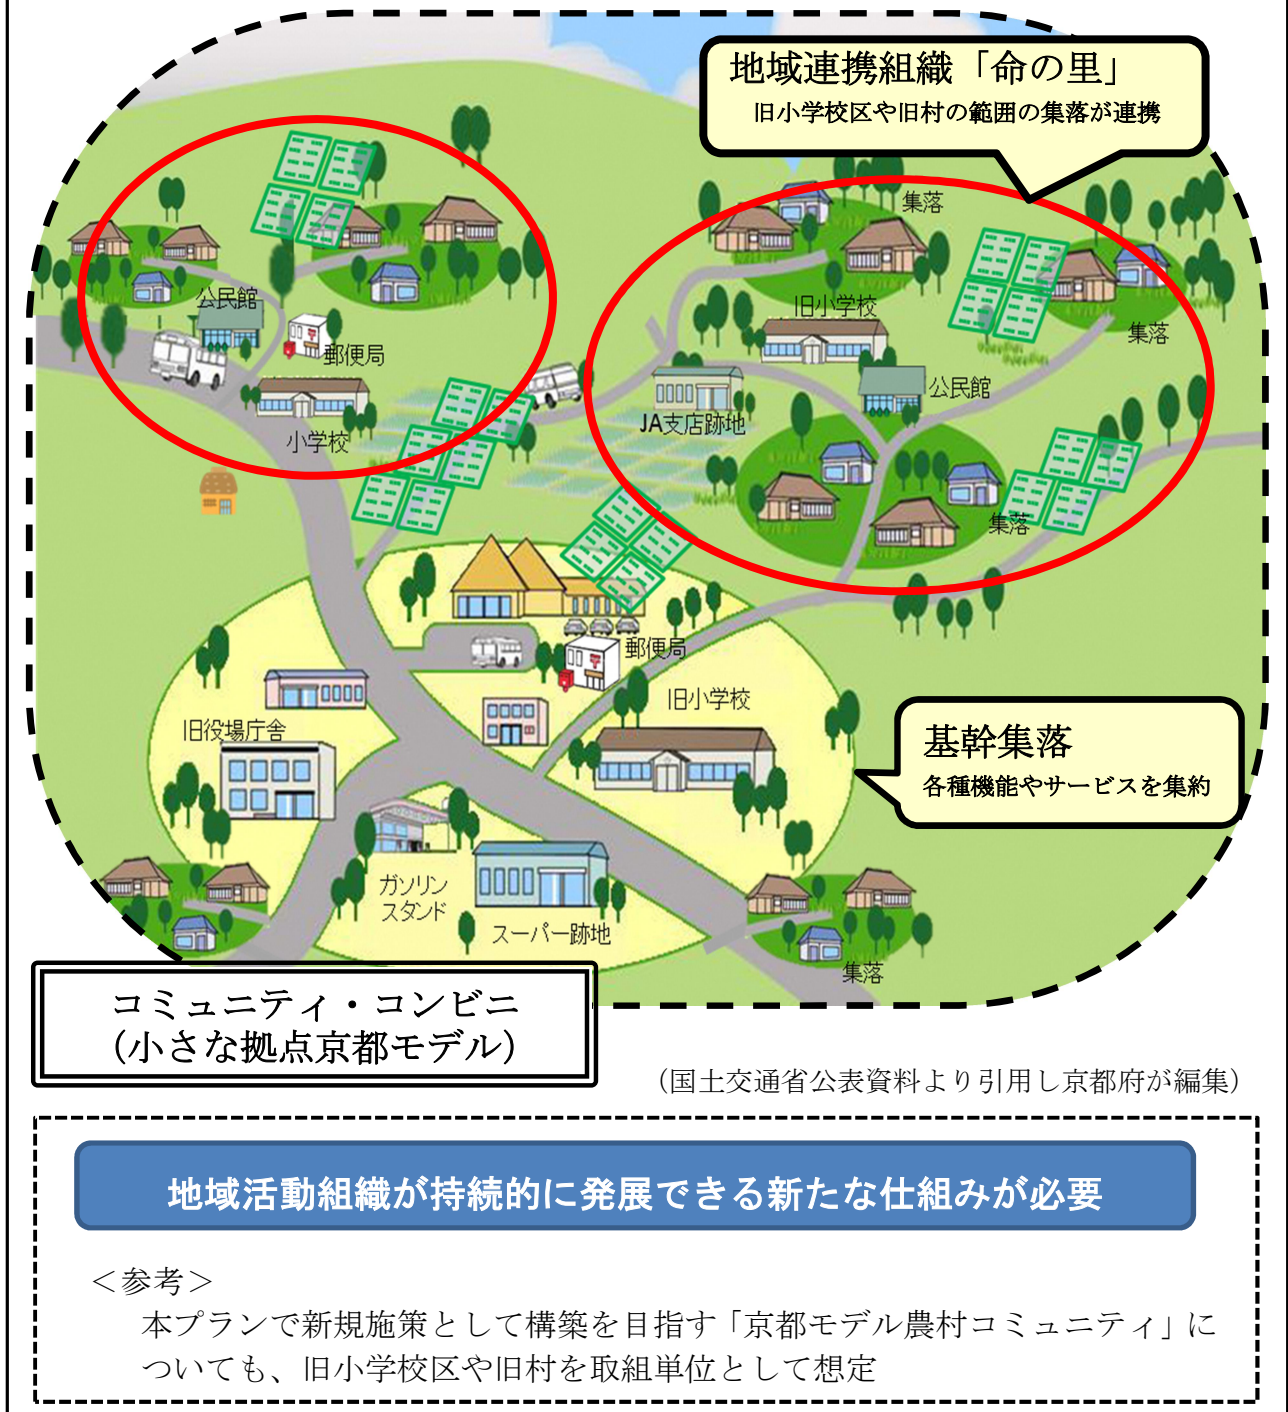 地域連携組織「命の里」
旧小学校区や旧村の範囲の集落が連携
集落
公民館
旧小学校
集落
郵便局
公民館
JA支店跡地
小学校
集落
郵便局
旧小学校
旧役場庁舎
基幹集落
各種機能やサービスを集約
ガソリン
スタンド
スーパー跡地
集落
コミュニティ・コンビニ
(小さな拠点京都モデル)
(国土交通省公表資料より引用し京都府が編集)
地域活動組織が持続的に発展できる新たな仕組みが必要
＜参考＞
本プランで新規施策として構築を目指す「京都モデル農村コミュニティ」に
ついても、旧小学校区や旧村を取組単位として想定